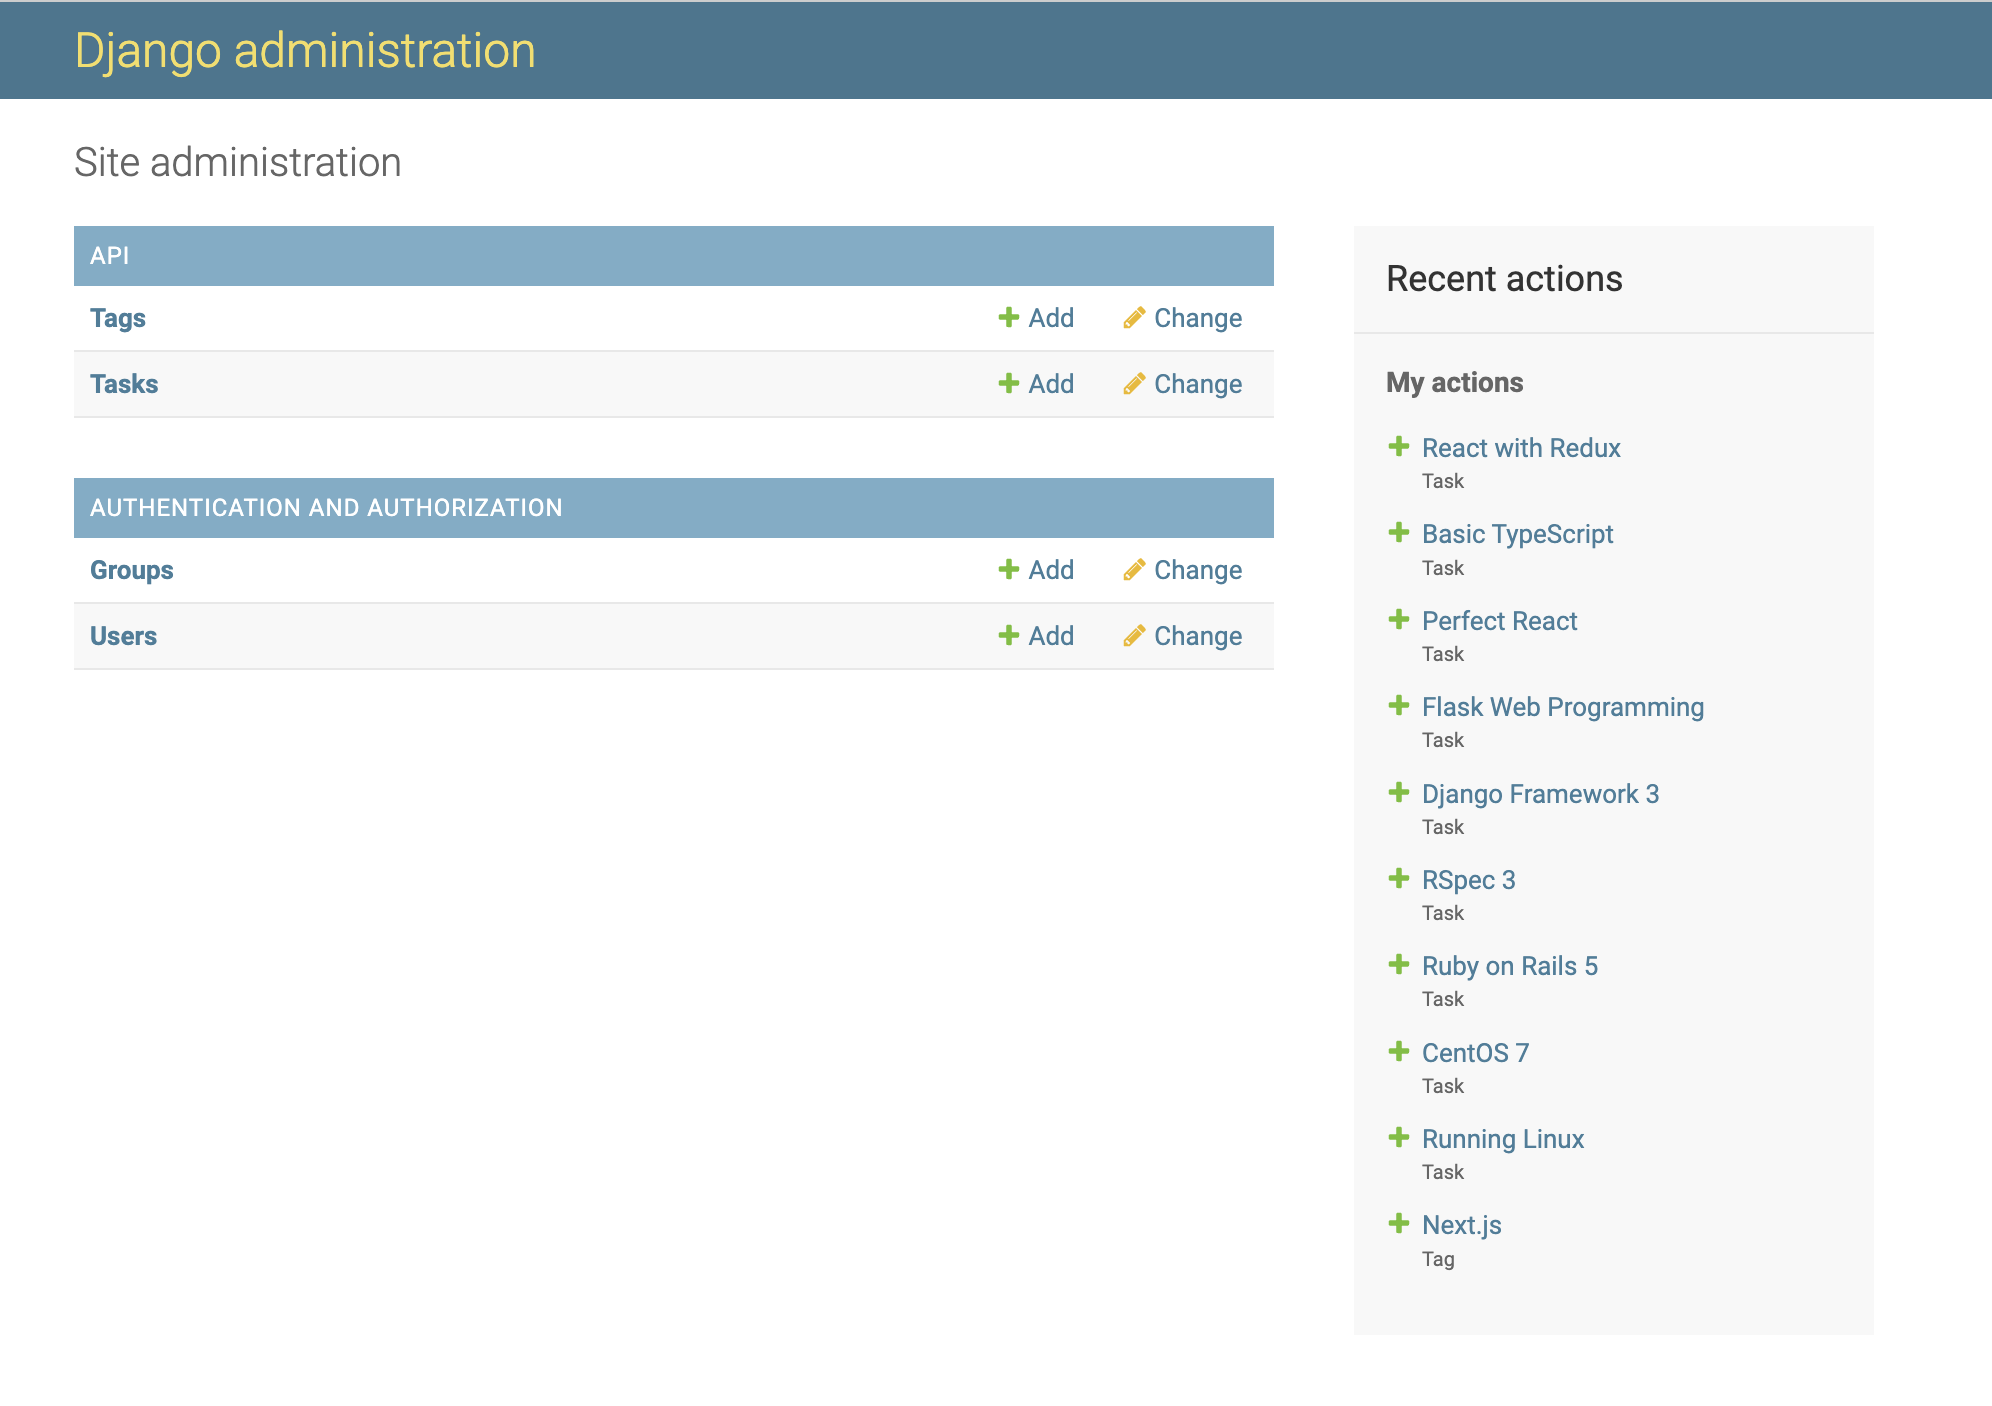 Django administration
Site administration
API
Tags Add Change
Tasks Add Change
AUTHENTICATION AND AUTHORIZATION
Groups Add Change
Users Add Change
Recent actions
My actions
React with Redux
Task
Basic TypeScript
Task
Perfect React
Task
Flask Web Programming
Task
Django Framework 3
Task
RSpec 3
Task
Ruby on Rails 5
Task
CentOS 7
Task
Running Linux
Task
Next.js
Tag